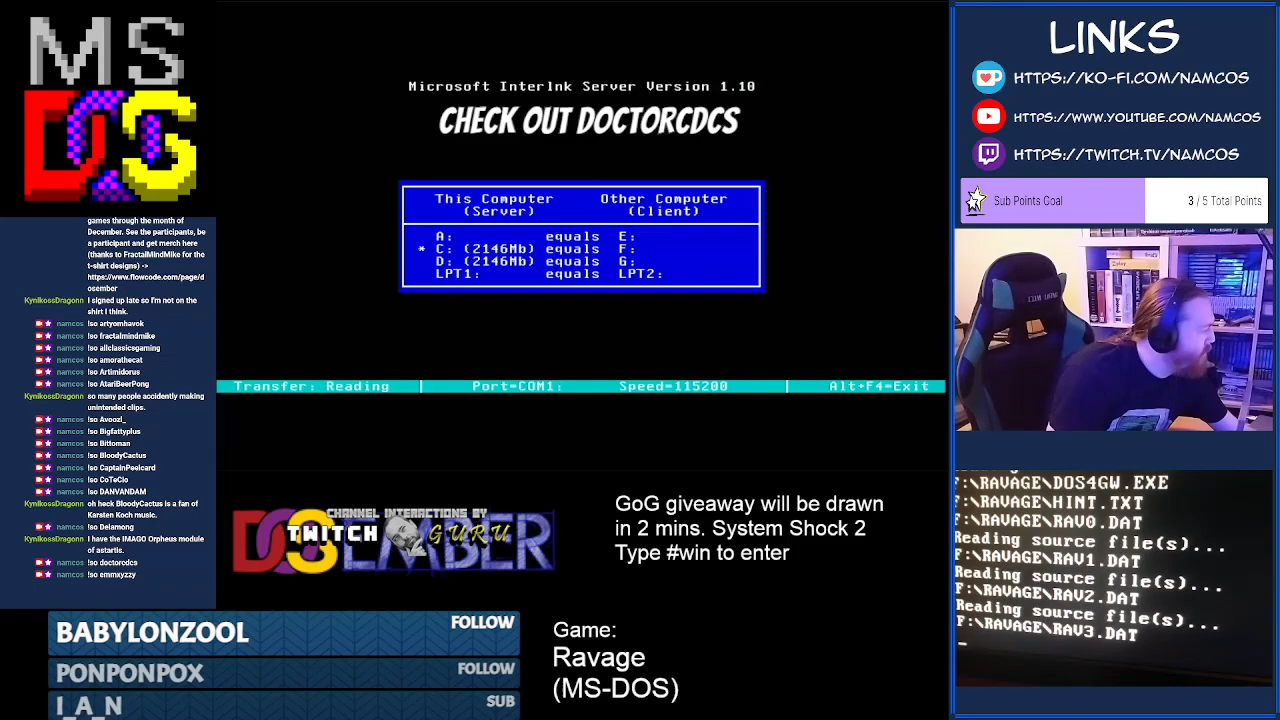 MS
DOS
games through the month of
December. See the participants, be
a participant and get merch here
(thanks to FractalMindMike for the
t-shirt designs) ->
https://www.flowcode.com/page/d
osember
KynikossDragonn I signed up late so I'm not on the
shirt I think.
namcos !so artyomhavok
namcos !so fractalmindmike
namcos !so allclassicsgaming
namcos !so amorathecat
namcos !so Artimidorus
namcos !so AtariBeerPong
KynikossDragonn so many people accidently making
unintended clips.
namcos !so Avoozl_
namcos !so Bigfattyplus
namcos !so Bittoman
namcos !so BloodyCactus
namcos !so CaptainPeelcard
namcos !so CoTeCio
namcos !so DANVANDAM
KynikossDragonn oh heck BloodyCactus is a fan of
Karsten Koch music.
namcos !so Delamong
KynikossDragonn I have the IMAGO Orpheus module
of astartis.
namcos !so doctorcdcs
namcos !so emmxyzzy
Microsoft Interlnk Server Version 1.10
CHECK OUT DOCTORCDCS
This Computer Other Computer
(Server) (Client)
A: equals E:
* C: (2146Mb) equals F:
D: (2146Mb) equals G:
LPT1: equals LPT2:
Transfer: Reading | Port=COM1: Speed=115200 | Alt+F4=Exit
CHANNEL INTERACTIONS BY
TWITCH GURU
DOSEMBER
GoG giveaway will be drawn
in 2 mins. System Shock 2
Type #win to enter
BABYLONZOOL FOLLOW
PONPONPOX FOLLOW
I_A_N SUB
Game:
Ravage
(MS-DOS)
LINKS
HTTPS://KO-FI.COM/NAMCOS
HTTPS://WWW.YOUTUBE.COM/NAMCOS
HTTPS://TWITCH.TV/NAMCOS
Sub Points Goal 3 / 5 Total Points
F:\RAVAGE\DOS4GW.EXE
F:\RAVAGE\HINT.TXT
F:\RAVAGE\RAV0.DAT
Reading source file(s)...
F:\RAVAGE\RAV1.DAT
Reading source file(s)...
F:\RAVAGE\RAV2.DAT
Reading source file(s)...
F:\RAVAGE\RAV3.DAT